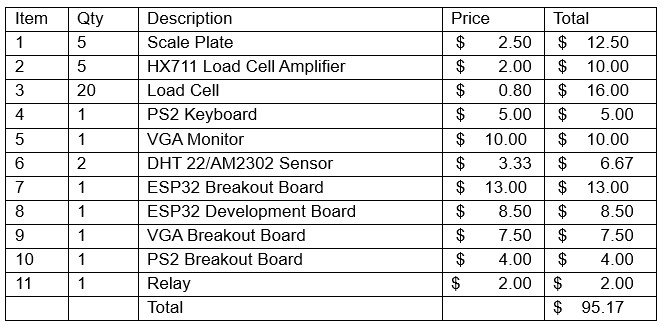 Item Qty Description Price Total
1 5 Scale Plate $ 2.50 $ 12.50
2 5 HX711 Load Cell Amplifier $ 2.00 $ 10.00
3 20 Load Cell $ 0.80 $ 16.00
4 1 PS2 Keyboard $ 5.00 $ 5.00
5 1 VGA Monitor $ 10.00 $ 10.00
6 2 DHT 22/AM2302 Sensor $ 3.33 $ 6.67
7 1 ESP32 Breakout Board $ 13.00 $ 13.00
8 1 ESP32 Development Board $ 8.50 $ 8.50
9 1 VGA Breakout Board $ 7.50 $ 7.50
10 1 PS2 Breakout Board $ 4.00 $ 4.00
11 1 Relay $ 2.00 $ 2.00
Total $ 95.17